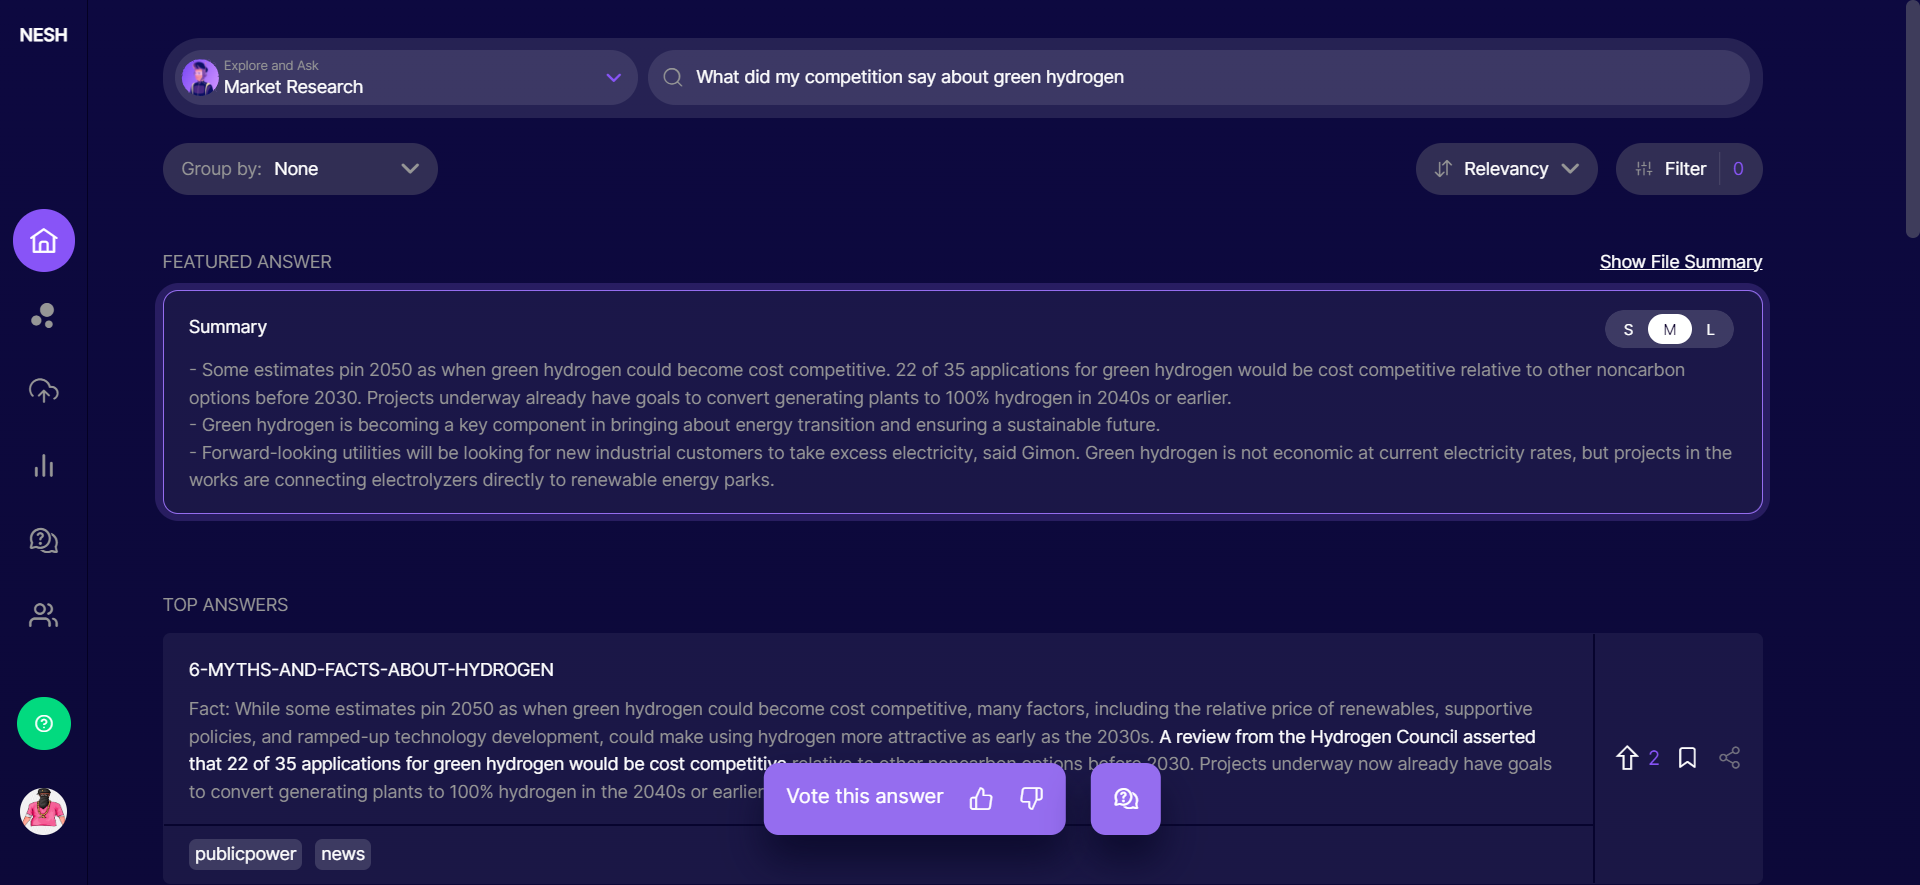 NESH
Explore and Ask
Market Research
What did my competition say about green hydrogen
Group by: None
Relevancy
Filter 0
FEATURED ANSWER
Show File Summary
Summary
S M L
- Some estimates pin 2050 as when green hydrogen could become cost competitive. 22 of 35 applications for green hydrogen would be cost competitive relative to other noncarbon
options before 2030. Projects underway already have goals to convert generating plants to 100% hydrogen in 2040s or earlier.
- Green hydrogen is becoming a key component in bringing about energy transition and ensuring a sustainable future.
- Forward-looking utilities will be looking for new industrial customers to take excess electricity, said Gimon. Green hydrogen is not economic at current electricity rates, but projects in the
works are connecting electrolyzers directly to renewable energy parks.
TOP ANSWERS
6-MYTHS-AND-FACTS-ABOUT-HYDROGEN
Fact: While some estimates pin 2050 as when green hydrogen could become cost competitive, many factors, including the relative price of renewables, supportive
policies, and ramped-up technology development, could make using hydrogen more attractive as early as the 2030s. A review from the Hydrogen Council asserted
that 22 of 35 applications for green hydrogen would be cost competitive relative to other noncarbon options before 2030. Projects underway now already have goals
to convert generating plants to 100% hydrogen in the 2040s or earlier
2
Vote this answer
publicpower news